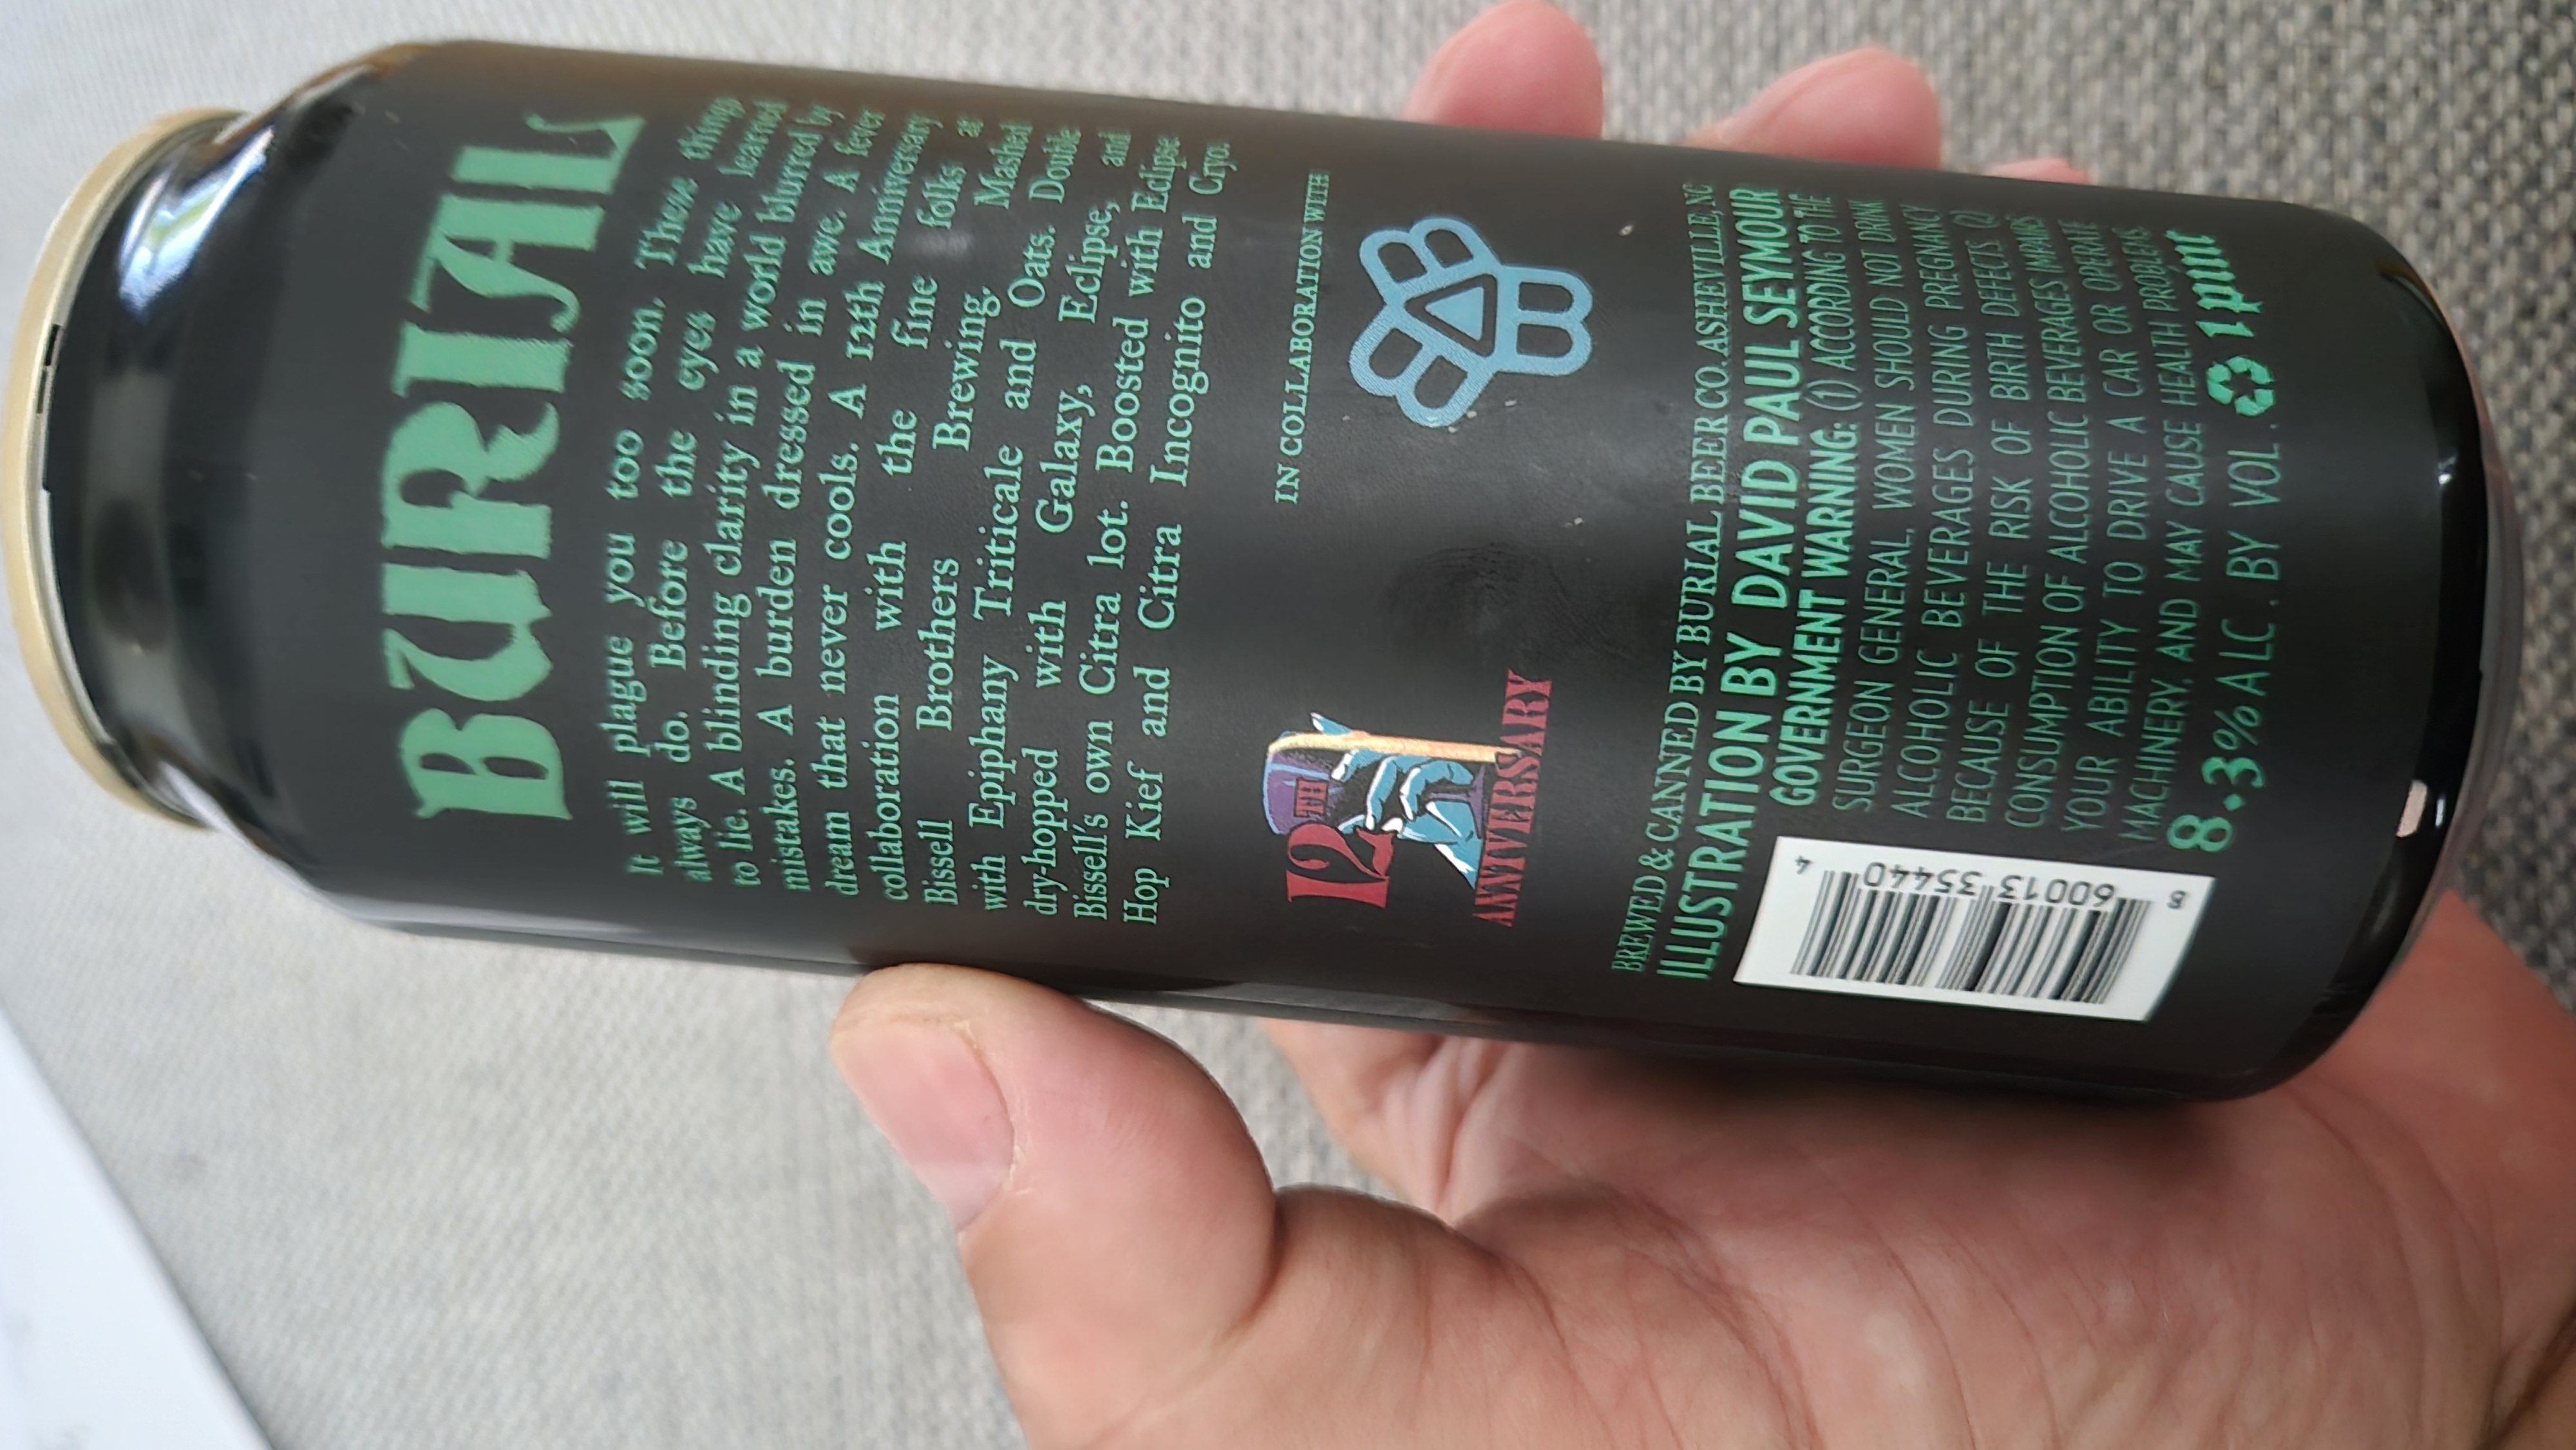 BURIAL
It will plague you too soon. These things
always do. Before the eyes have learned
to lie. A blinding clarity in a world blurred by
mistakes. A burden dressed in awe. A fever
dream that never cools. A 12th Anniversary
collaboration with the fine folks at
Bissell Brothers Brewing. Mashed
with Epiphany Triticale and Oats. Double
dry-hopped with Galaxy, Eclipse, and
Bissell's own Citra lot. Boosted with Eclipse
Hop Kief and Citra Incognito and Cryo.
IN COLLABORATION WITH
12TH
ANNIVERSARY
BREWED & CANNED BY BURIAL BEER CO. ASHEVILLE, NC
ILLUSTRATION BY DAVID PAUL SEYMOUR
GOVERNMENT WARNING: (1) ACCORDING TO THE
SURGEON GENERAL, WOMEN SHOULD NOT DRINK
ALCOHOLIC BEVERAGES DURING PREGNANCY
BECAUSE OF THE RISK OF BIRTH DEFECTS (2)
CONSUMPTION OF ALCOHOLIC BEVERAGES IMPAIRS
YOUR ABILITY TO DRIVE A CAR OR OPERATE
MACHINERY, AND MAY CAUSE HEALTH PROBLEMS
8.3% ALC. BY VOL. 1 pint
8 60013 35440 4